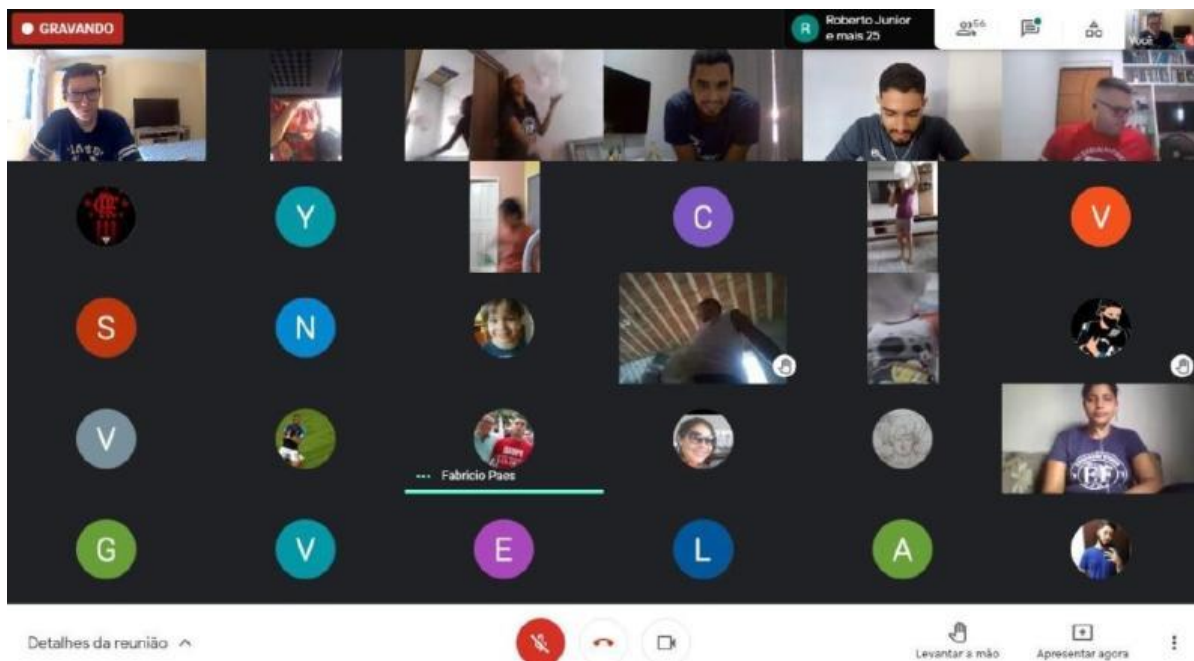 GRAVANDO
R
Roberto Junior
e mais 25
56
Você
Y
C
V
S
N
V
Fabricio Paes
G
V
E
L
A
Detalhes da reunião
Levantar a mão
Apresentar agora